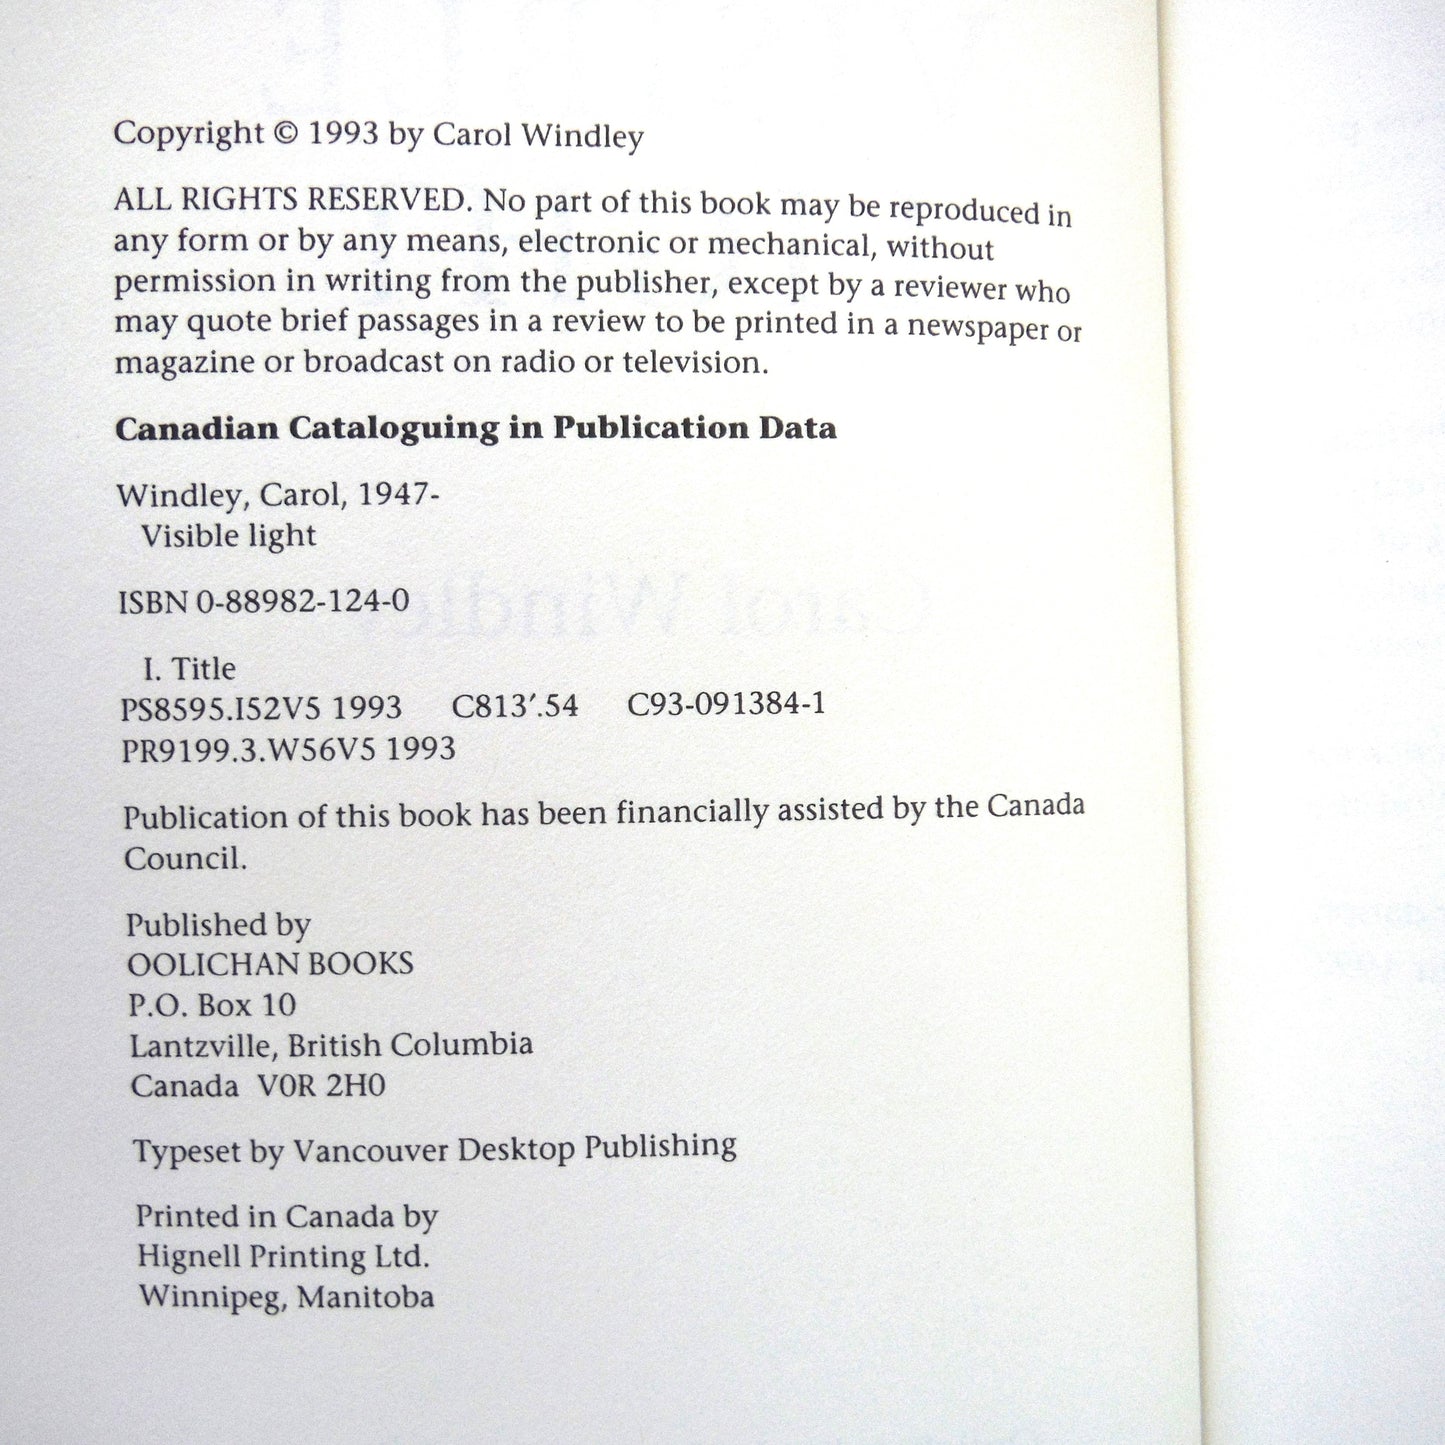 Copyright © 1993 by Carol Windley
ALL RIGHTS RESERVED. No part of this book may be reproduced in
any form or by any means, electronic or mechanical, without
permission in writing from the publisher, except by a reviewer who
may quote brief passages in a review to be printed in a newspaper or
magazine or broadcast on radio or television.
Canadian Cataloguing in Publication Data
Windley, Carol, 1947-
Visible light
ISBN 0-88982-124-0
I. Title
PS8595.I52V5 1993 C813′.54 C93-091384-1
PR9199.3.W56V5 1993
Publication of this book has been financially assisted by the Canada
Council.
Published by
OOLICHAN BOOKS
P.O. Box 10
Lantzville, British Columbia
Canada V0R 2H0
Typeset by Vancouver Desktop Publishing
Printed in Canada by
Hignell Printing Ltd.
Winnipeg, Manitoba